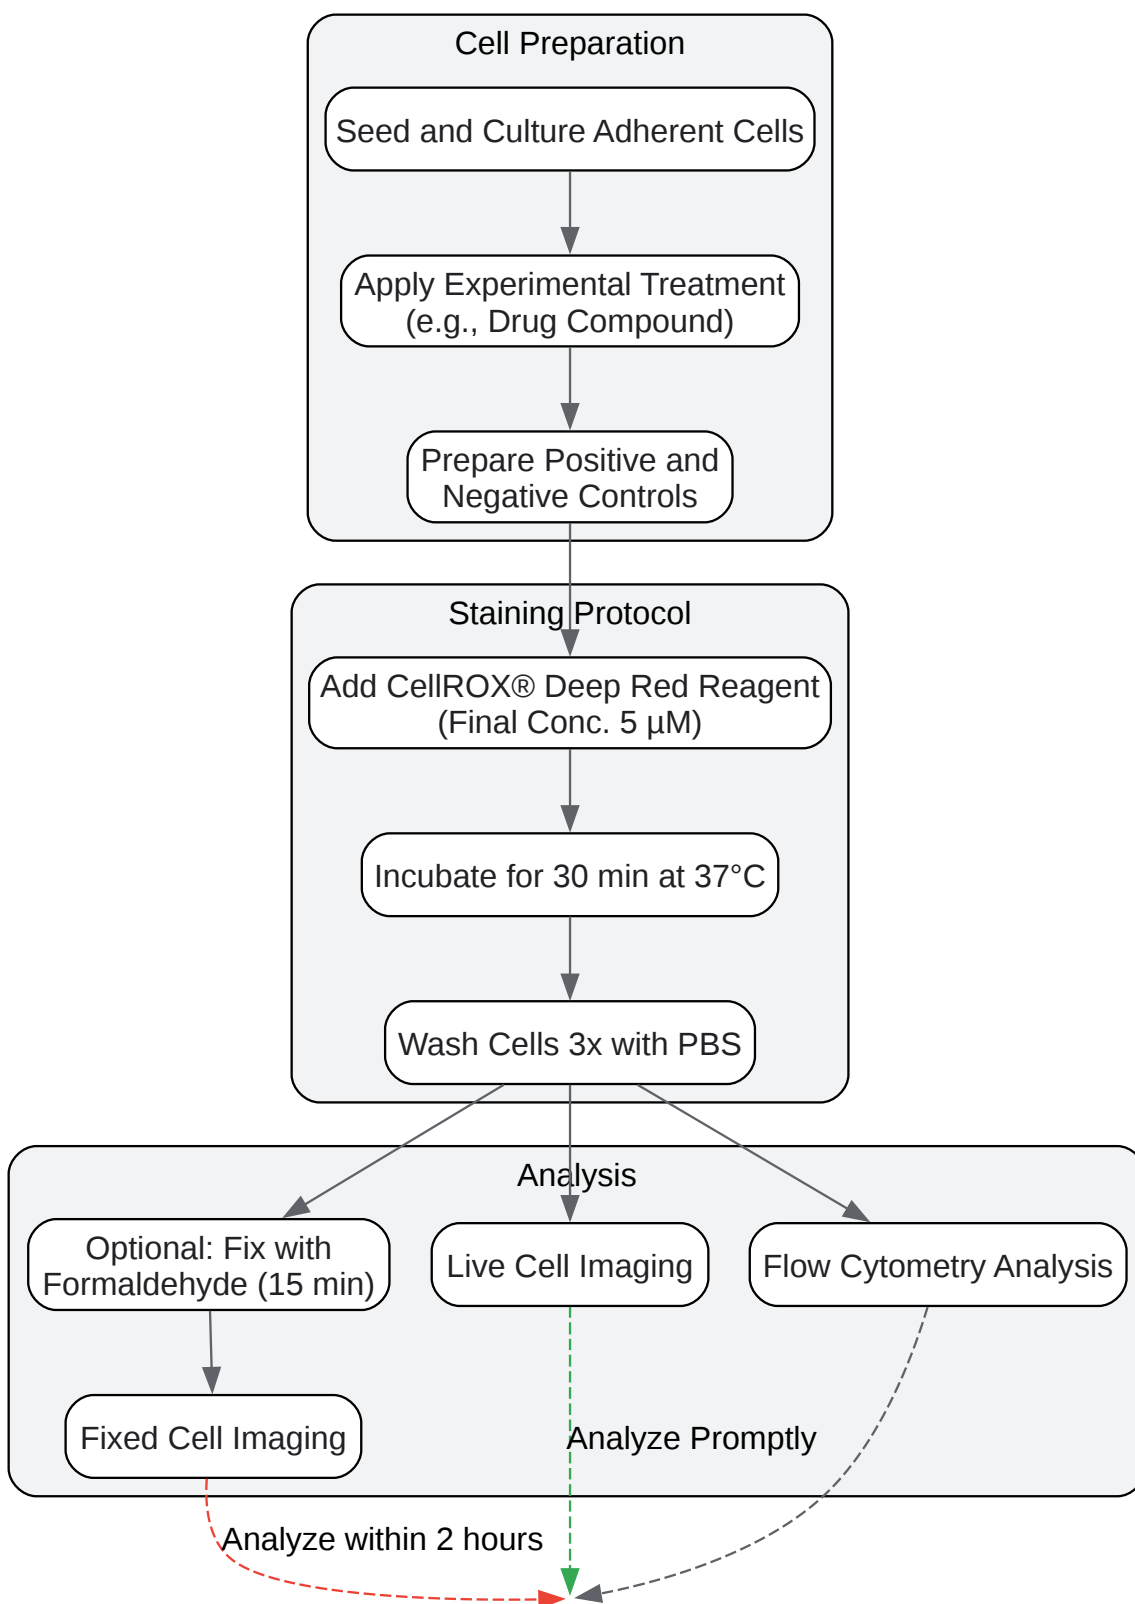 Cell Preparation
Seed and Culture Adherent Cells
Apply Experimental Treatment
(e.g., Drug Compound)
Prepare Positive and
Negative Controls
Staining Protocol
Add CellROX® Deep Red Reagent
(Final Conc. 5 µM)
Incubate for 30 min at 37°C
Wash Cells 3x with PBS
Analysis
Optional: Fix with
Formaldehyde (15 min)
Live Cell Imaging
Flow Cytometry Analysis
Fixed Cell Imaging
Analyze Promptly
Analyze within 2 hours